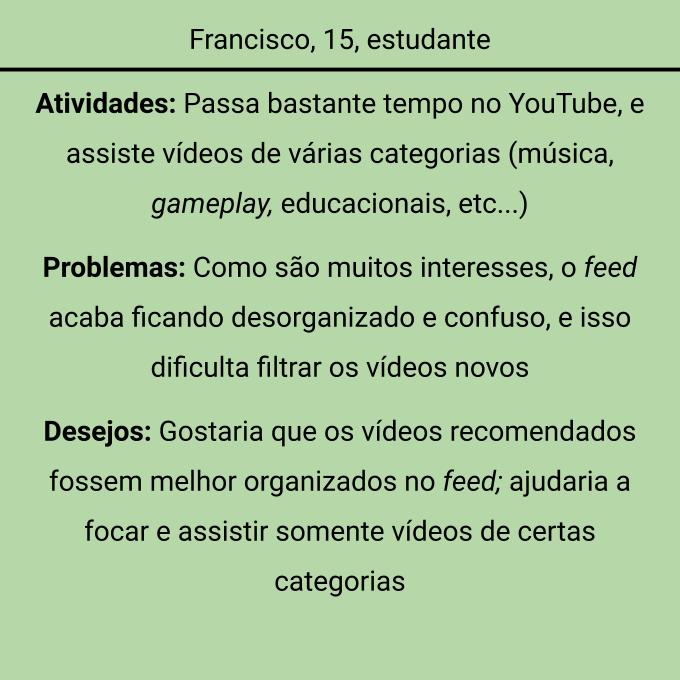 Francisco, 15, estudante
Atividades: Passa bastante tempo no YouTube, e
assiste vídeos de várias categorias (música,
gameplay, educacionais, etc...)
Problemas: Como são muitos interesses, o feed
acaba ficando desorganizado e confuso, e isso
dificulta filtrar os vídeos novos
Desejos: Gostaria que os vídeos recomendados
fossem melhor organizados no feed; ajudaria a
focar e assistir somente vídeos de certas
categorias